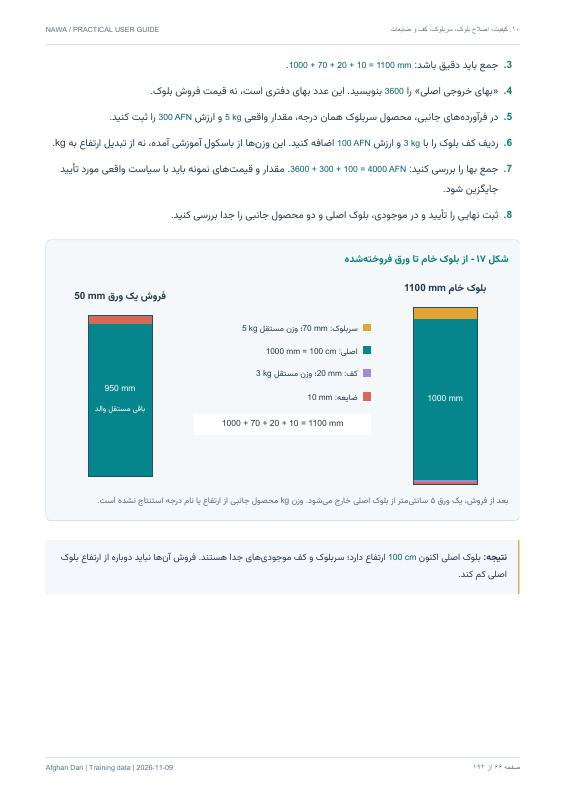 ۱۰. کیفیت، اصلاح بلوک، سربلوک، کف و ضایعات
NAWA / PRACTICAL USER GUIDE
3. جمع باید دقیق باشد: 1000 + 70 + 20 + 10 = 1100 mm.
4. «بهای خروجی اصلی» را 3600 بنویسید. این عدد بهای دفتری است، نه قیمت فروش بلوک.
5. در فرآورده‌های جانبی، محصول سربلوک همان درجه، مقدار واقعی 5 kg و ارزش 300 AFN را ثبت کنید.
6. ردیف کف بلوک را با 3 kg و ارزش 100 AFN اضافه کنید. این وزن‌ها از باسکول آموزشی آمده، نه از تبدیل ارتفاع به kg.
7. جمع بها را بررسی کنید: 3600 + 300 + 100 = 4000 AFN. مقدار و قیمت‌های نمونه باید با سیاست واقعی مورد تأیید
جایگزین شود.
8. ثبت نهایی را تأیید و در موجودی، بلوک اصلی و دو محصول جانبی را جدا بررسی کنید.
شکل ۱۷ - از بلوک خام تا ورق فروخته‌شده
بلوک خام 1100 mm
1000 mm
سربلوک: 70 mm؛ وزن مستقل 5 kg
اصلی: 1000 mm = 100 cm
کف: 20 mm؛ وزن مستقل 3 kg
ضایعه: 10 mm
1000 + 70 + 20 + 10 = 1100 mm
فروش یک ورق 50 mm
950 mm
باقی مستقل والد
بعد از فروش، یک ورق ۵ سانتی‌متر از بلوک اصلی خارج می‌شود. وزن kg محصول جانبی از ارتفاع یا نام درجه استنتاج نشده است.
نتیجه: بلوک اصلی اکنون 100 cm ارتفاع دارد؛ سربلوک و کف موجودی‌های جدا هستند. فروش آن‌ها نباید دوباره از ارتفاع بلوک
اصلی کم کند.
صفحه ۶۶ از ۱۹۲
Afghan Dari | Training data | 2026-11-09